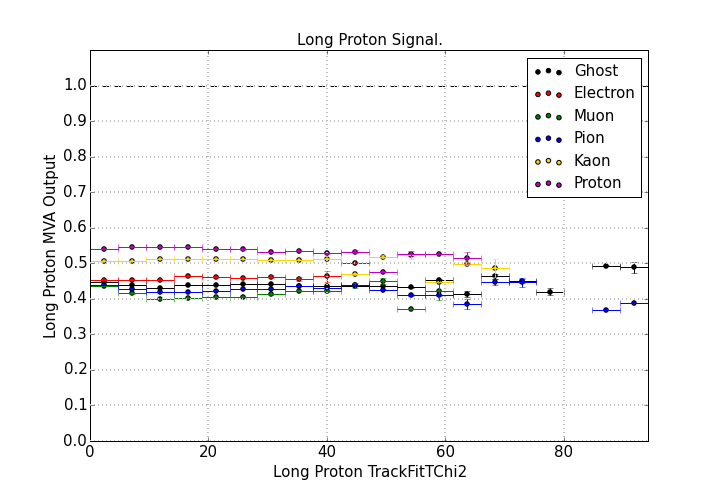 Long Proton Signal.
Long Proton MVA Output
1.0
0.9
0.8
0.7
0.6
0.5
0.4
0.3
0.2
0.1
0.0
Ghost
Electron
Muon
Pion
Kaon
Proton
0 20 40 60 80
Long Proton TrackFitTChi2